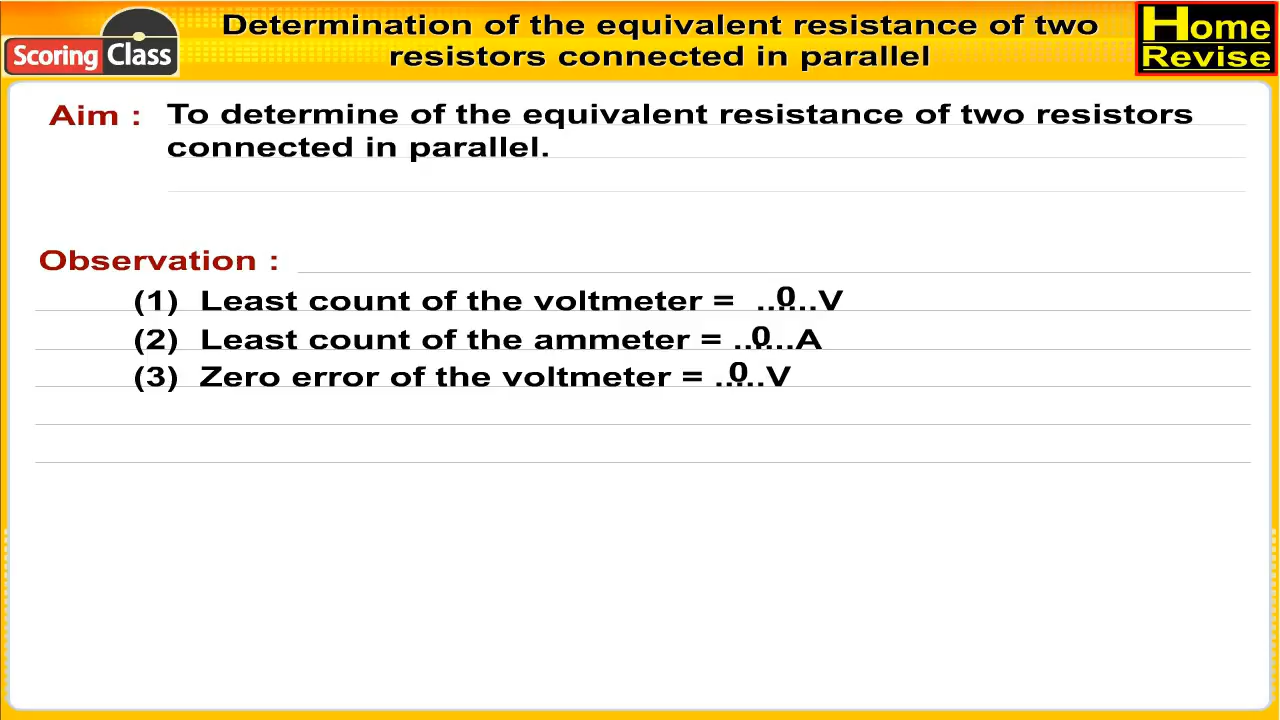 Scoring Class
Determination of the equivalent resistance of two
resistors connected in parallel
Home
Revise
Aim : To determine of the equivalent resistance of two resistors
connected in parallel.
Observation :
(1) Least count of the voltmeter = ...0...V
(2) Least count of the ammeter = ...0...A
(3) Zero error of the voltmeter = ..0...V